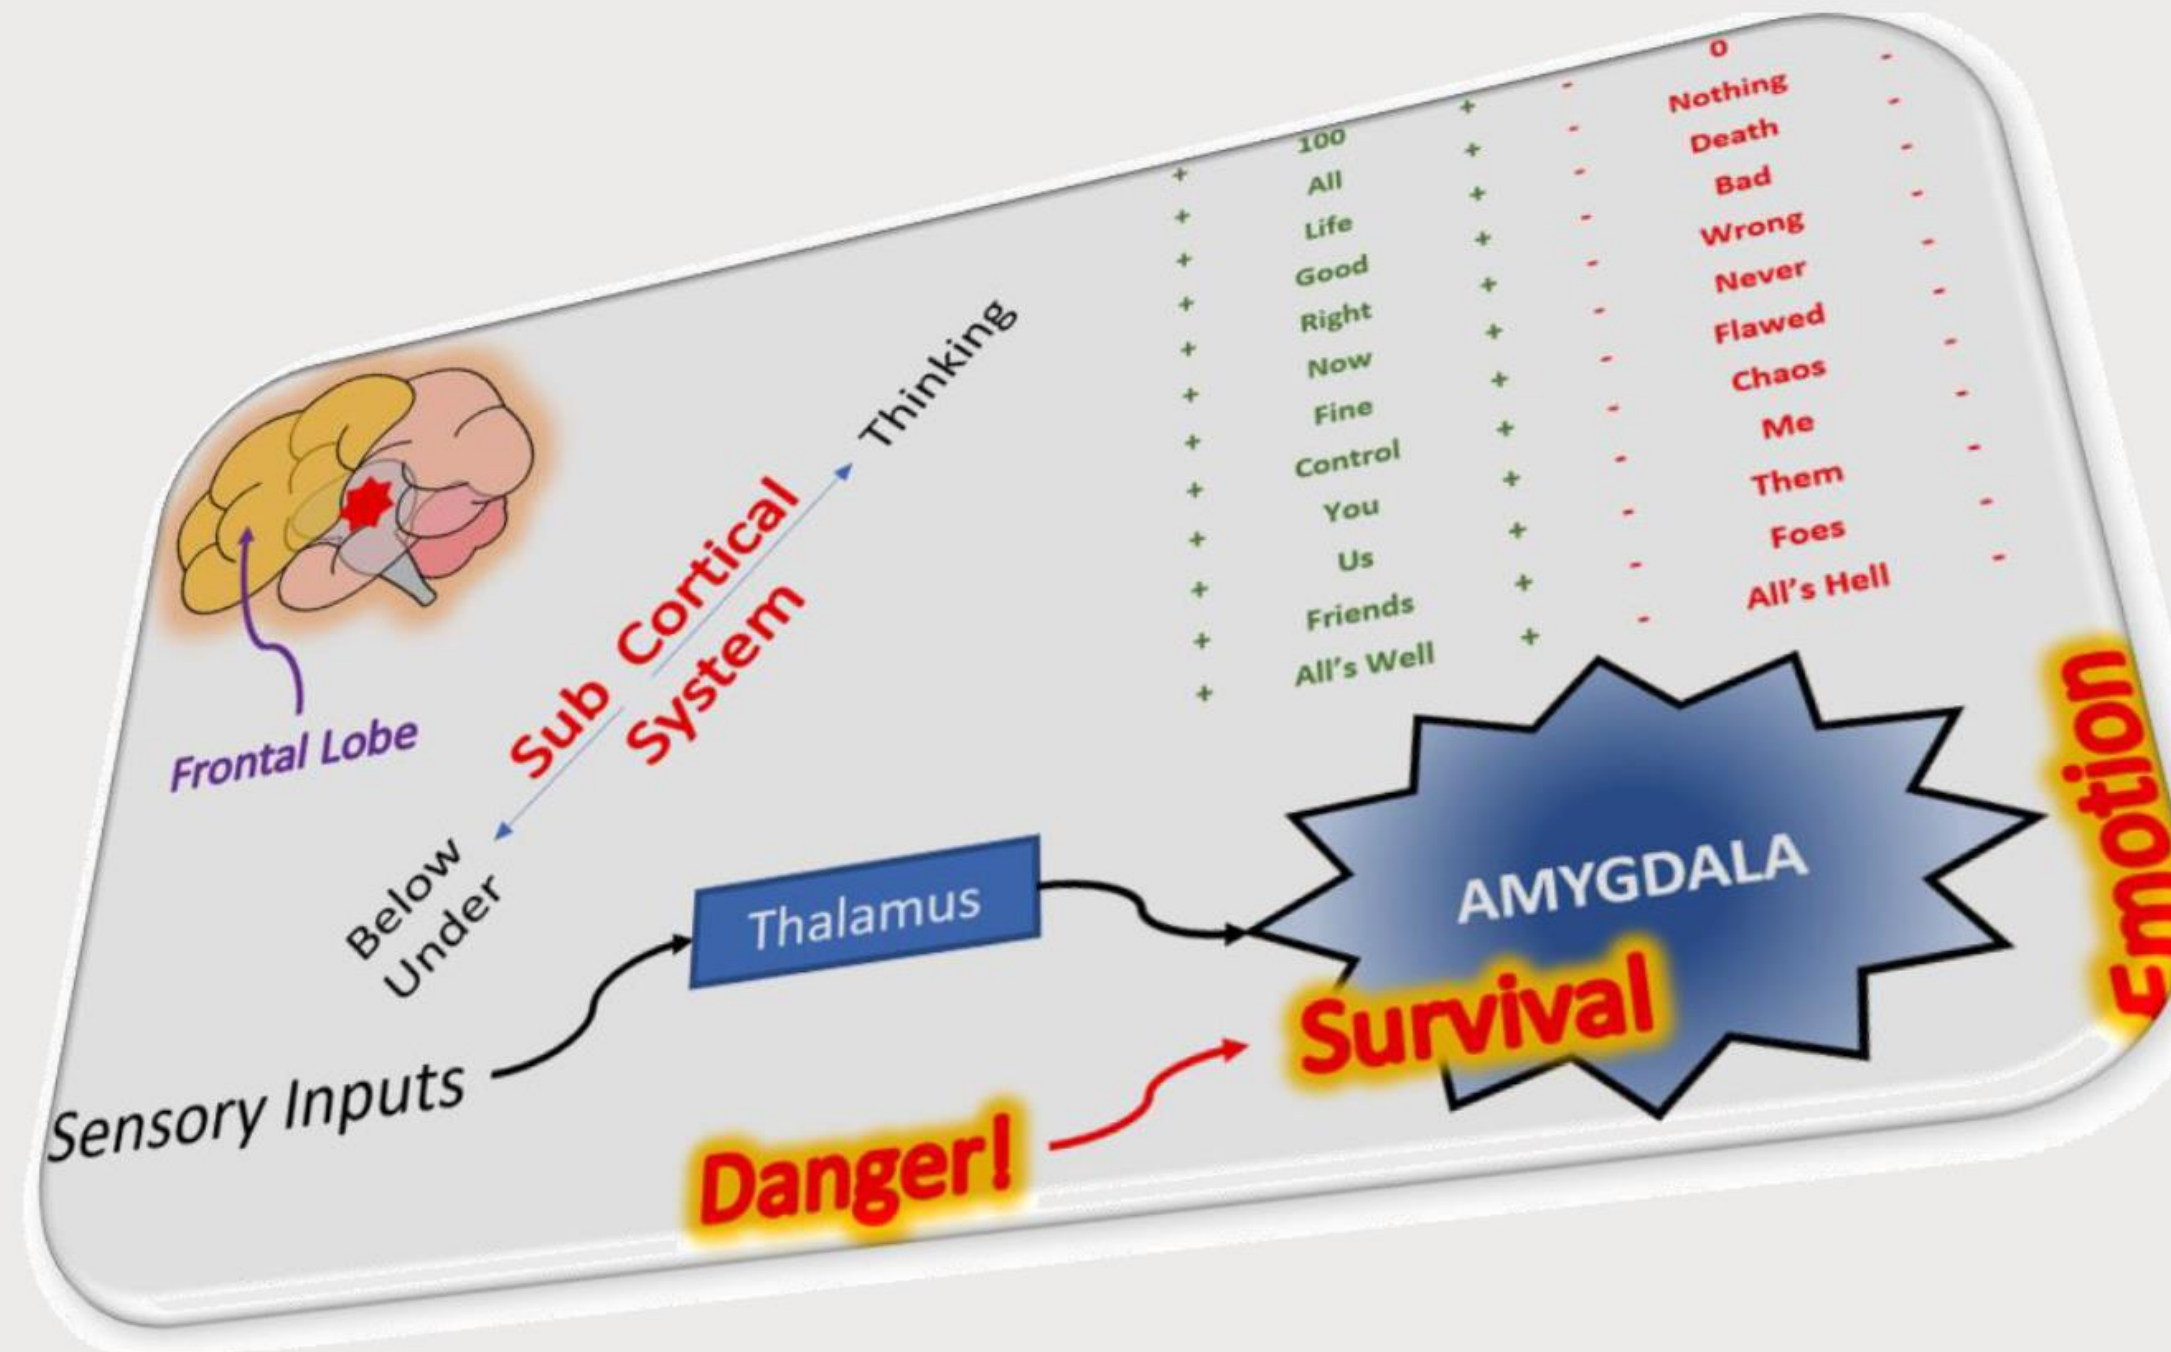 100
All
Life
Good
Right
Now
Fine
Control
You
Us
Friends
All's Well
0
Nothing
Death
Bad
Wrong
Never
Flawed
Chaos
Me
Them
Foes
All's Hell
Thinking
Sub Cortical
System
Below
Under
Frontal Lobe
Sensory Inputs
Thalamus
AMYGDALA
Survival
Danger!
Emotion